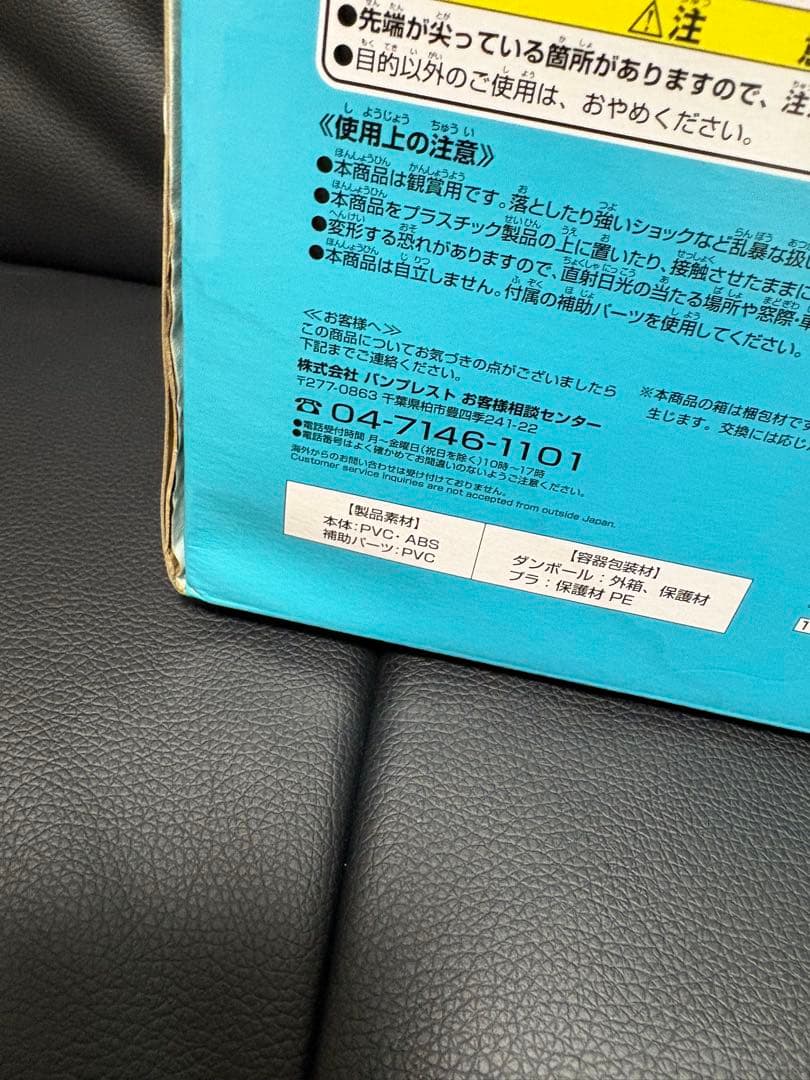 ⚠注
●先端が尖っている箇所がありますので、注
●目的以外のご使用は、おやめください。
《使用上の注意》
●本商品は観賞用です。落としたり強いショックなど乱暴な扱い
●本商品をプラスチック製品の上に置いたり、接触させたままに
●変形する恐れがありますので、直射日光の当たる場所や窓際・車
●本商品は自立しません。付属の補助パーツを使用してください。
≪お客様へ≫
この商品についてお気づきの点がございましたら
下記までご連絡ください。
株式会社 バンプレスト お客様相談センター
〒277-0863 千葉県柏市豊四季241-22
☎ 04-7146-1101
●電話受付時間 月〜金曜日(祝日を除く)10時〜17時
●電話番号はよく確かめてお間違いのないようご注意ください。
海外からのお問い合わせは受け付けておりません。
Customer service inquiries are not accepted from outside Japan.
※本商品の箱は梱包材です
生じます。交換には応じ
【製品素材】
本体:PVC・ABS
補助パーツ:PVC
【容器包装材】
ダンボール:外箱、保護材
プラ:保護材 PE